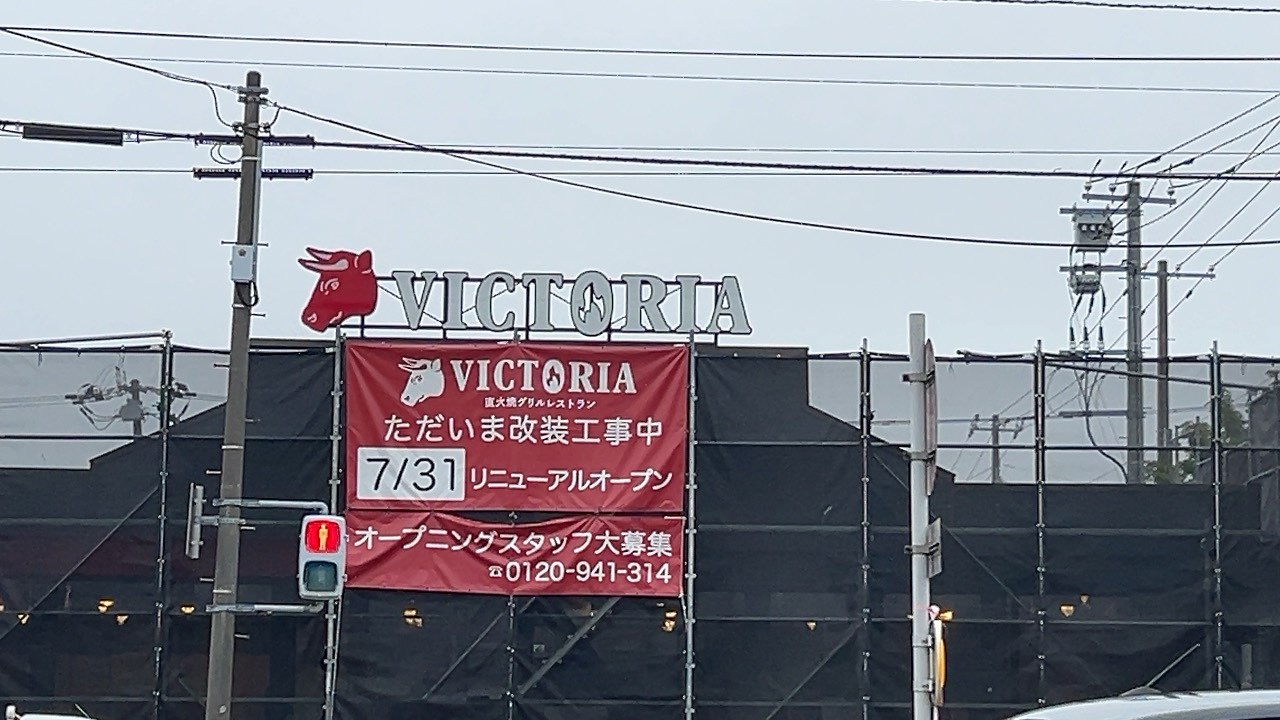 VICTORIA
VICTORIA
直火焼グリルレストラン
ただいま改装工事中
7/31 リニューアルオープン
オープニングスタッフ大募集
☎0120-941-314